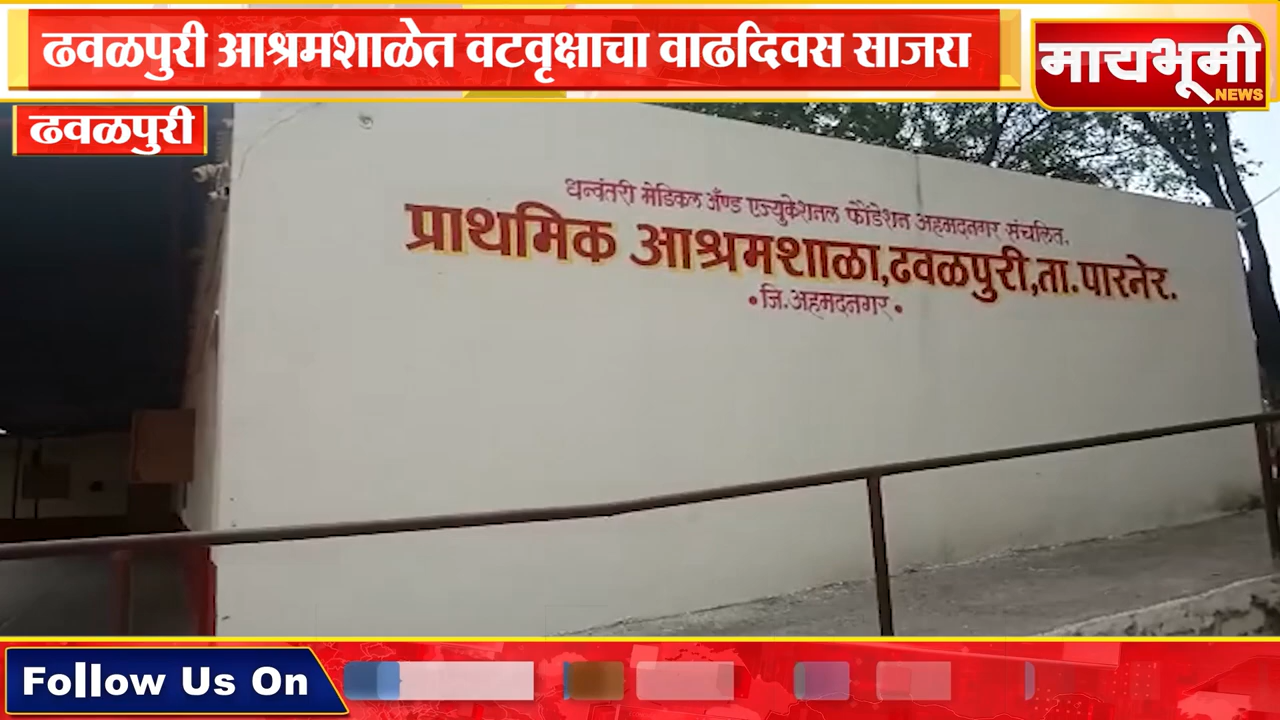 ढवळपुरी आश्रमशाळेत वटवृक्षाचा वाढदिवस साजरा
मायभूमी
NEWS
ढवळपुरी
धन्वंतरी मेडिकल अँण्ड एज्युकेशनल फौंडेशन अहमदनगर संचलित.
प्राथमिक आश्रमशाळा,ढवळपुरी,ता.पारनेर.
•जि.अहमदनगर•
Follow Us On